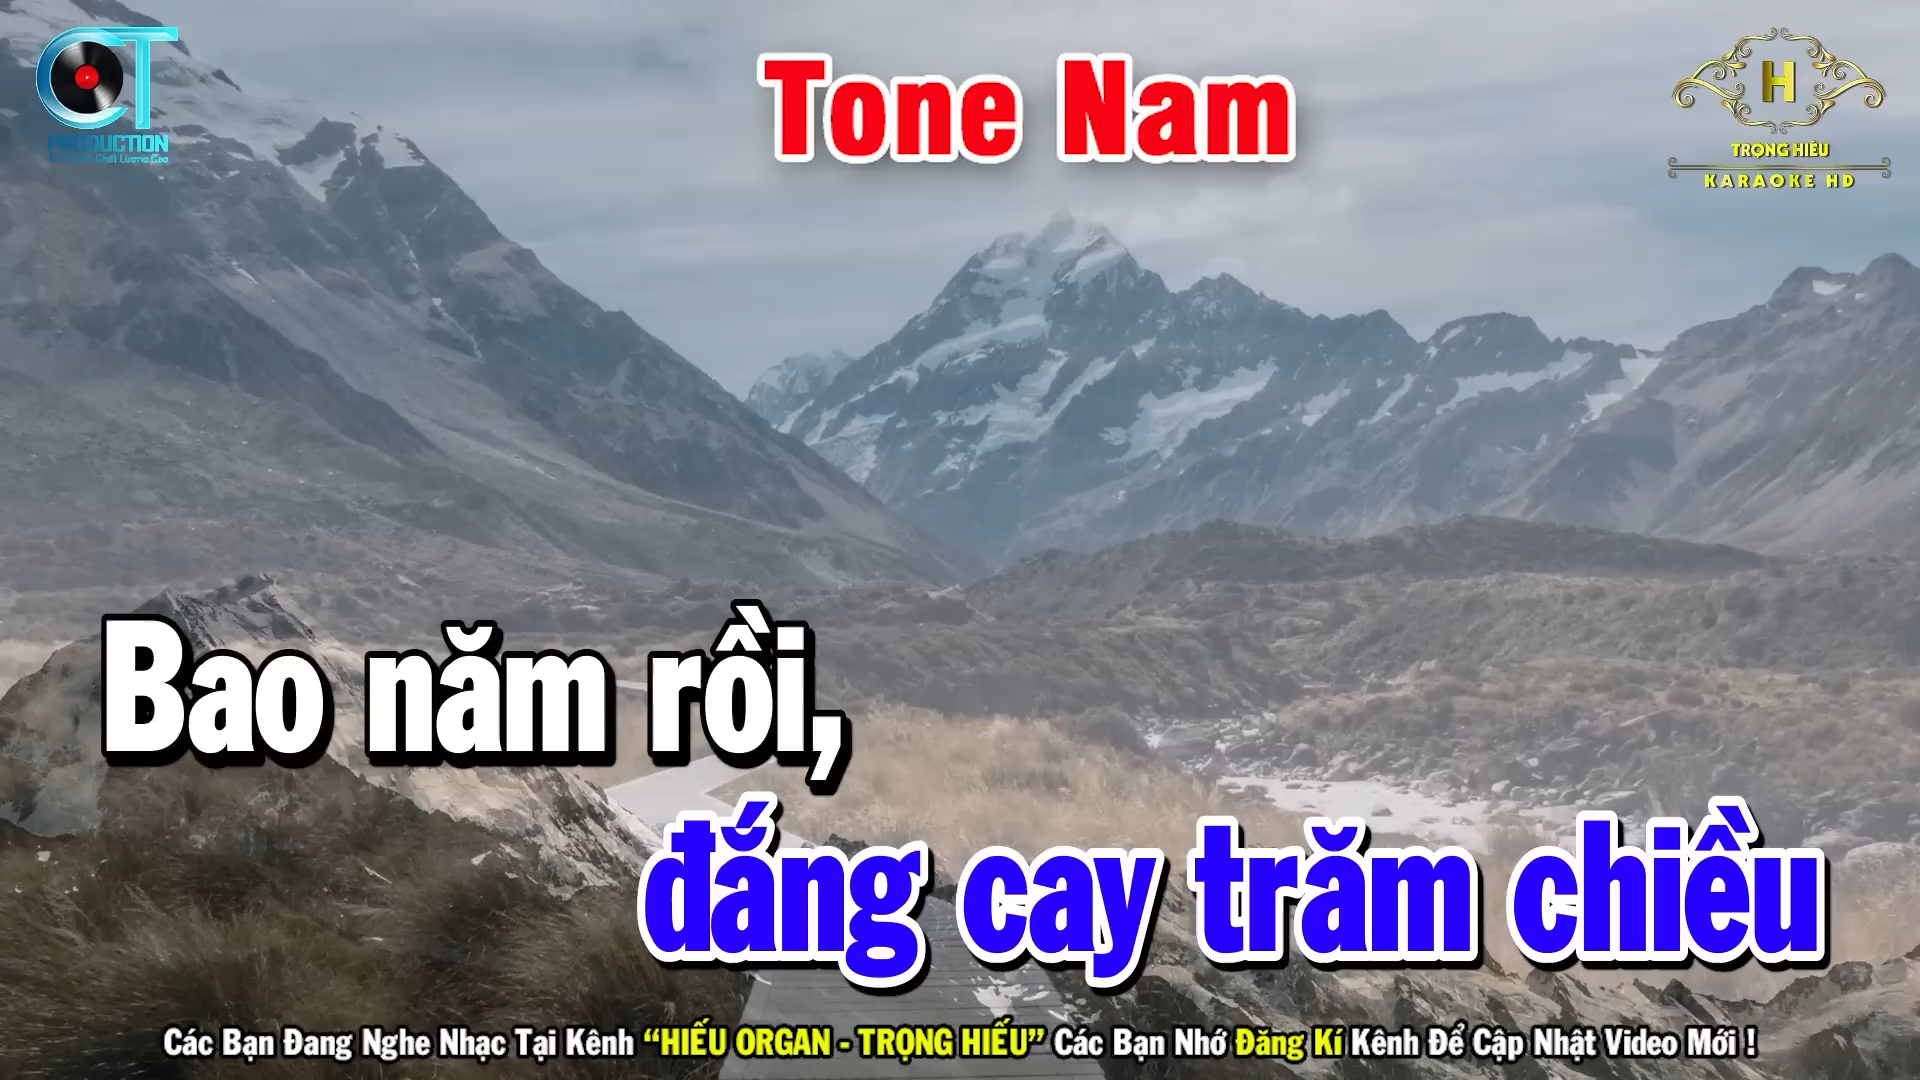 CT
PRODUCTION
Tone Nam
H
TRỌNG HIẾU
KARAOKE HD
Bao năm rồi,
đắng cay trăm chiều
Các Bạn Đang Nghe Nhạc Tại Kênh “HIẾU ORGAN - TRỌNG HIẾU” Các Bạn Nhớ Đăng Kí Kênh Để Cập Nhật Video Mới !